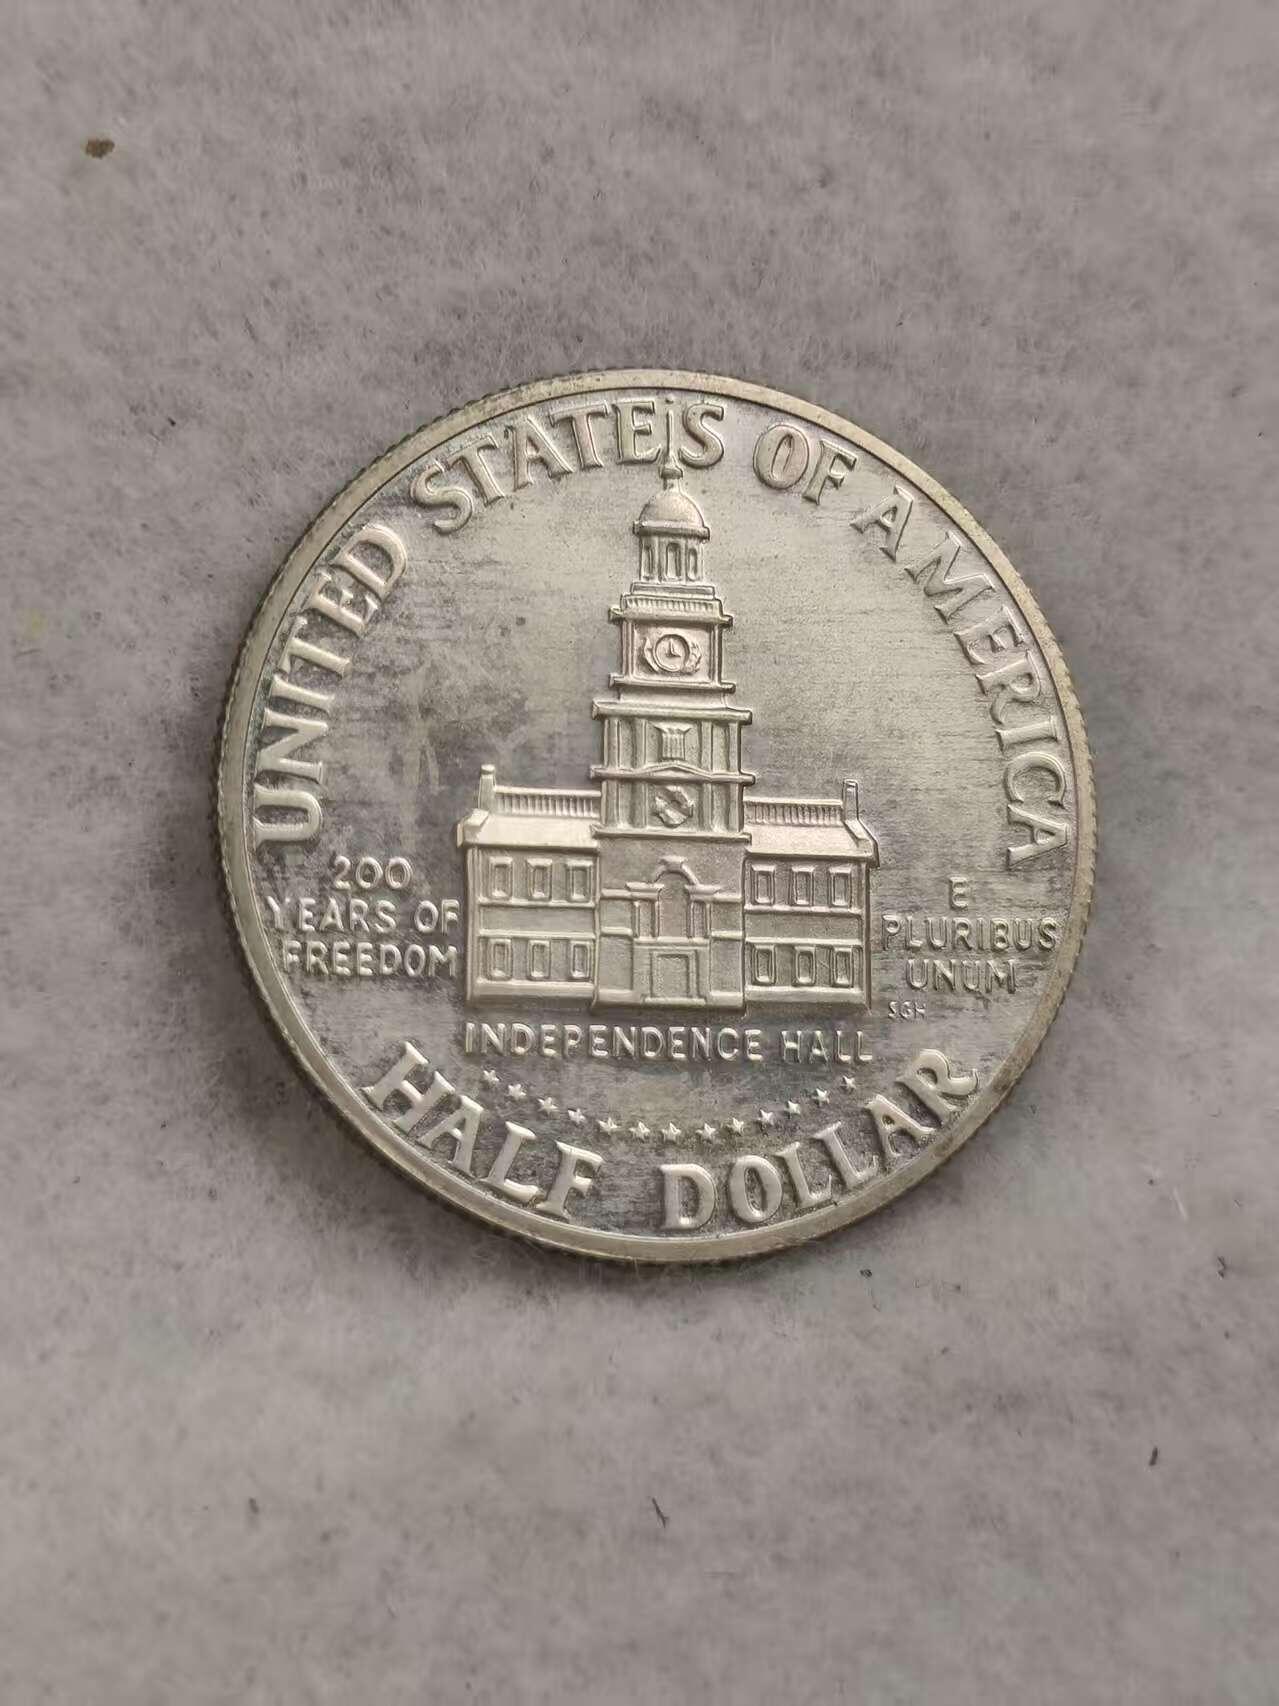 UNITED STATES OF AMERICA
200
YEARS OF
FREEDOM
E
PLURIBUS
UNUM
SGH
INDEPENDENCE HALL
HALF DOLLAR